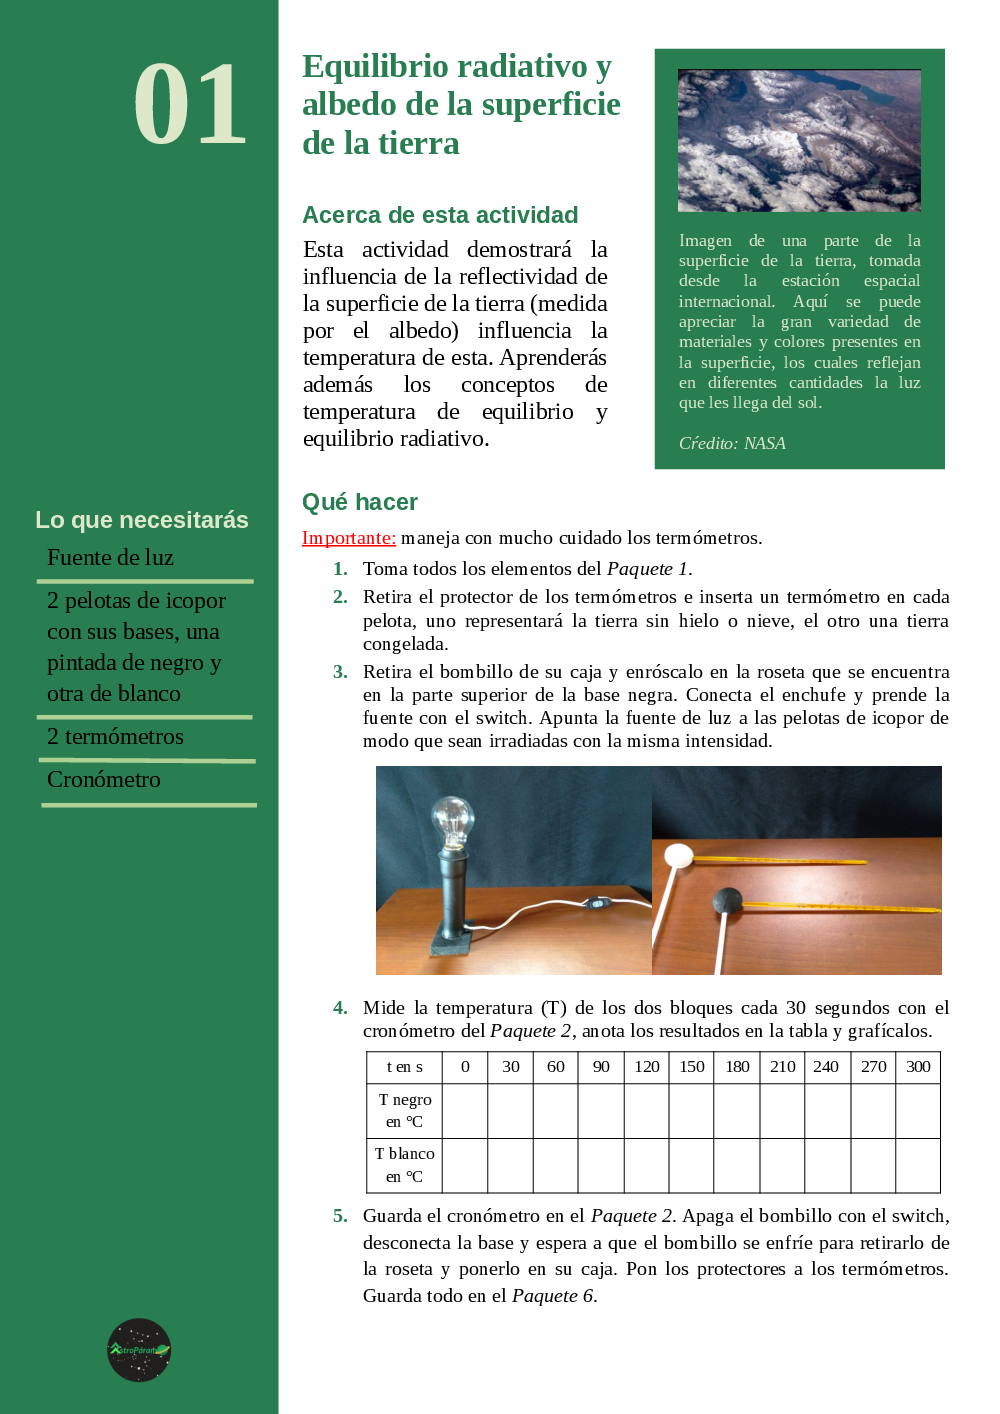 01
Equilibrio radiativo y
albedo de la superficie
de la tierra
Acerca de esta actividad
Esta actividad demostrará la
influencia de la reflectividad de
la superficie de la tierra (medida
por el albedo) influencia la
temperatura de esta. Aprenderás
además los conceptos de
temperatura de equilibrio y
equilibrio radiativo.
Imagen de una parte de la
superficie de la tierra, tomada
desde la estación espacial
internacional. Aquí se puede
apreciar la gran variedad de
materiales y colores presentes en
la superficie, los cuales reflejan
en diferentes cantidades la luz
que les llega del sol.
Cŕedito: NASA
Lo que necesitarás
Fuente de luz
2 pelotas de icopor
con sus bases, una
pintada de negro y
otra de blanco
2 termómetros
Cronómetro
Qué hacer
Importante: maneja con mucho cuidado los termómetros.
1. Toma todos los elementos del Paquete 1.
2. Retira el protector de los termómetros e inserta un termómetro en cada
pelota, uno representará la tierra sin hielo o nieve, el otro una tierra
congelada.
3. Retira el bombillo de su caja y enróscalo en la roseta que se encuentra
en la parte superior de la base negra. Conecta el enchufe y prende la
fuente con el switch. Apunta la fuente de luz a las pelotas de icopor de
modo que sean irradiadas con la misma intensidad.
4. Mide la temperatura (T) de los dos bloques cada 30 segundos con el
cronómetro del Paquete 2, anota los resultados en la tabla y grafícalos.
t en s 0 30 60 90 120 150 180 210 240 270 300
T negro
en °C
T blanco
en °C
5. Guarda el cronómetro en el Paquete 2. Apaga el bombillo con el switch,
desconecta la base y espera a que el bombillo se enfríe para retirarlo de
la roseta y ponerlo en su caja. Pon los protectores a los termómetros.
Guarda todo en el Paquete 6.